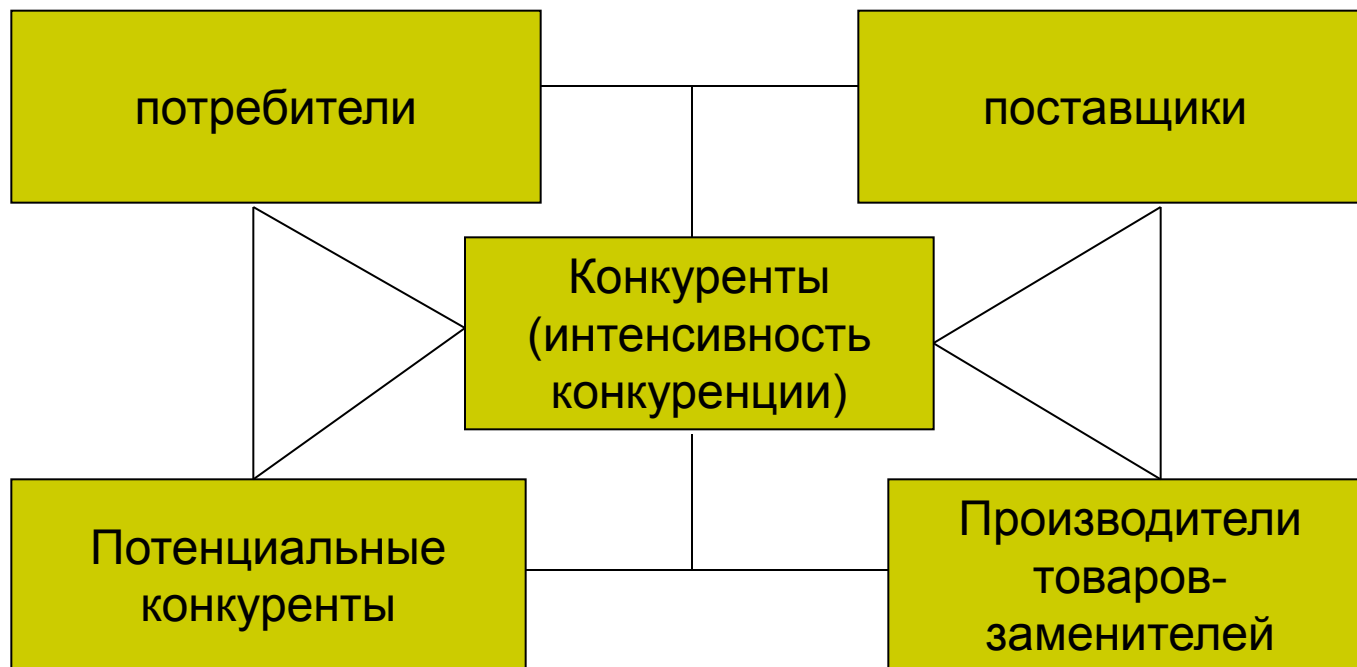 потребители
поставщики
Конкуренты
(интенсивность
конкуренции)
Потенциальные
конкуренты
Производители
товаров-
заменителей